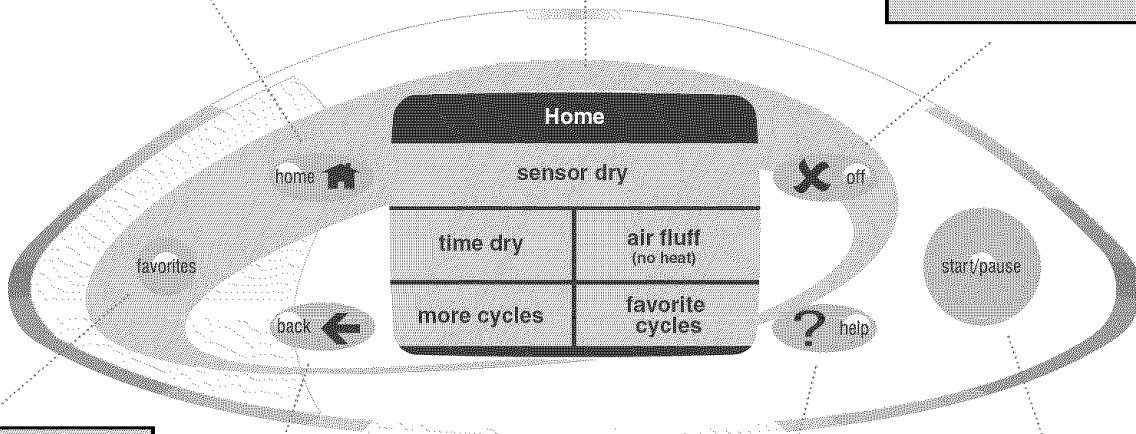 Home
home
sensor dry
off
time dry
air fluff
(no heat)
favorites
start/pause
back
more cycles
favorite
cycles
help